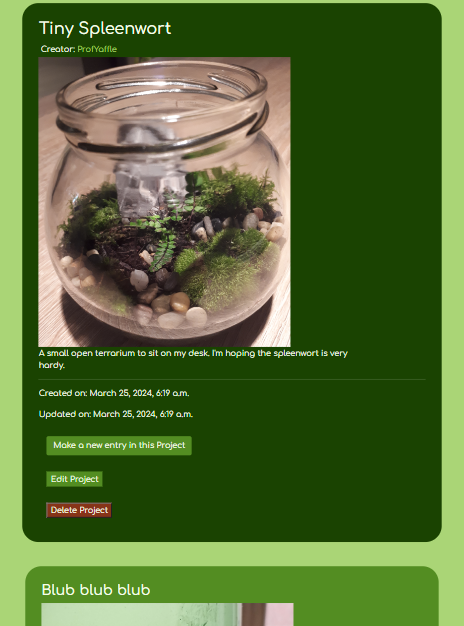 Tiny Spleenwort
Creator: ProfYaffle
A small open terrarium to sit on my desk. I'm hoping the spleenwort is very
hardy.
Created on: March 25, 2024, 6:19 a.m.
Updated on: March 25, 2024, 6:19 a.m.
Make a new entry in this Project
Edit Project
Delete Project
Blub blub blub